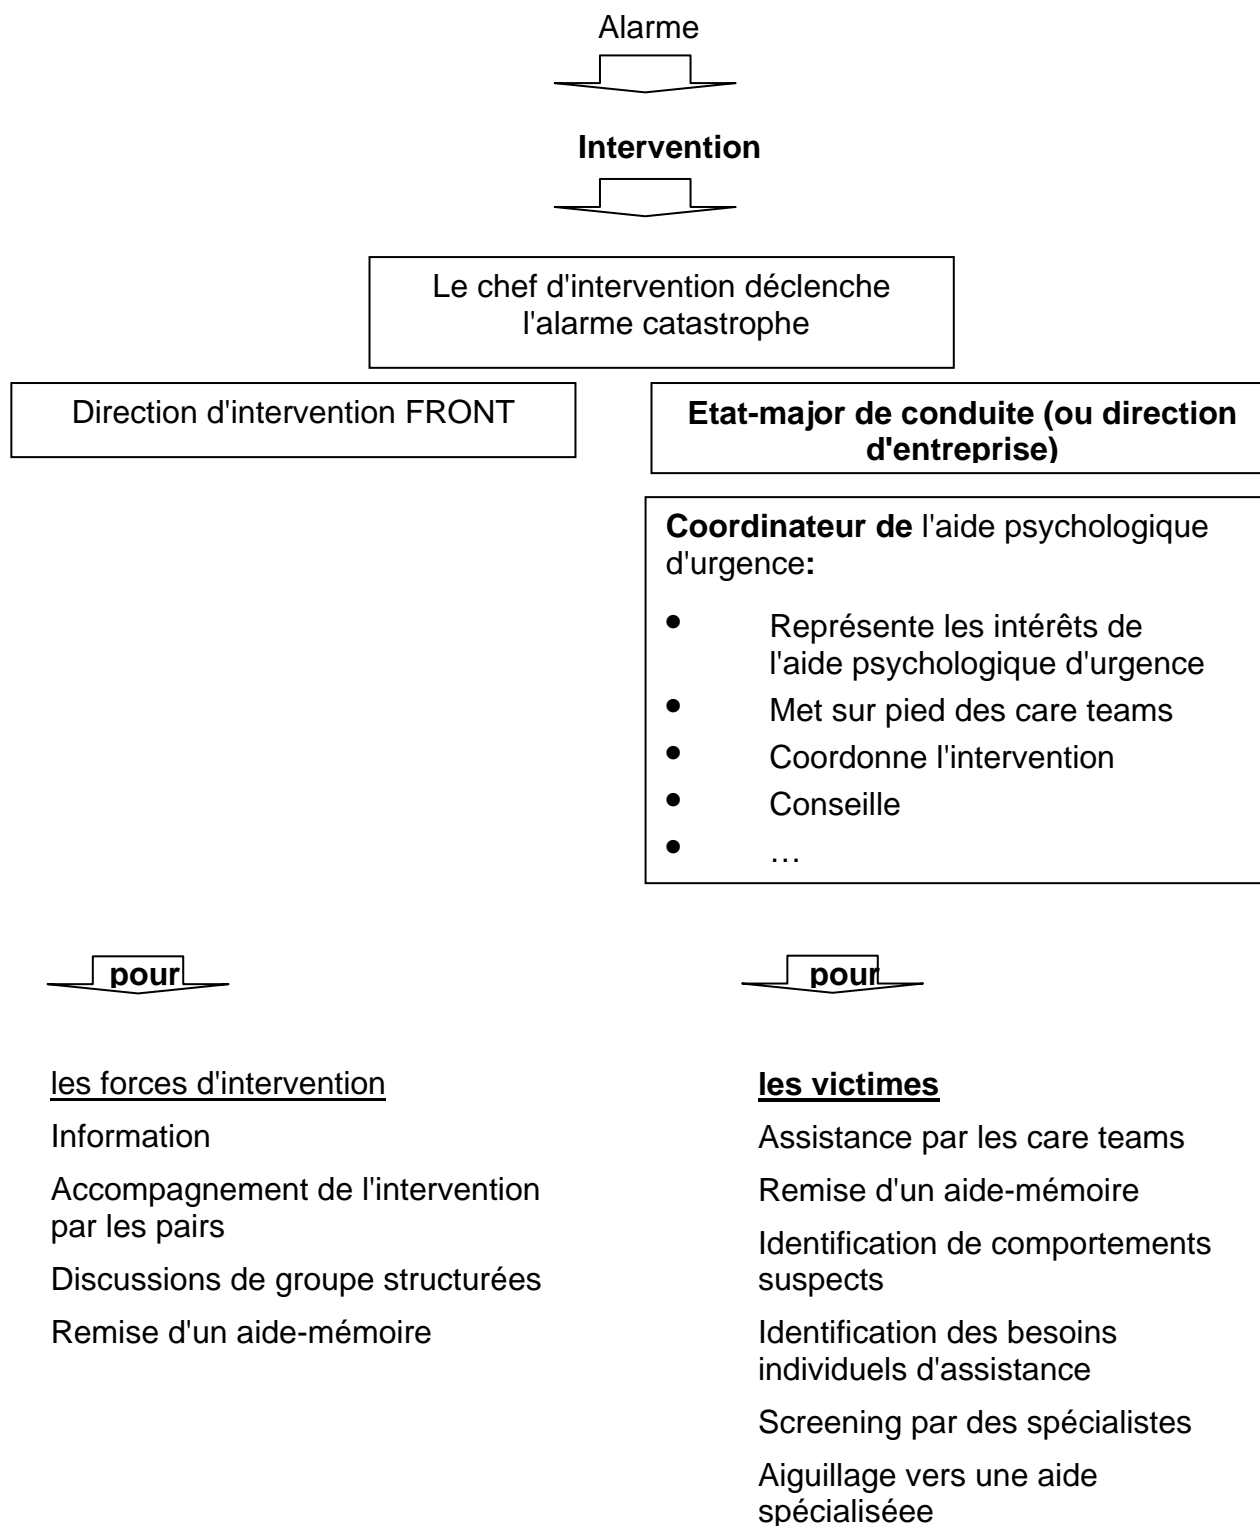 Alarme
Intervention
Le chef d'intervention déclenche
l'alarme catastrophe
Direction d'intervention FRONT
Etat-major de conduite (ou direction
d'entreprise)
Coordinateur de l'aide psychologique
d'urgence:
• Représente les intérêts de
l'aide psychologique d'urgence
• Met sur pied des care teams
• Coordonne l'intervention
• Conseille
• …
pour
les forces d'intervention
Information
Accompagnement de l'intervention
par les pairs
Discussions de groupe structurées
Remise d'un aide-mémoire
pour
les victimes
Assistance par les care teams
Remise d'un aide-mémoire
Identification de comportements
suspects
Identification des besoins
individuels d'assistance
Screening par des spécialistes
Aiguillage vers une aide
spécialiséee